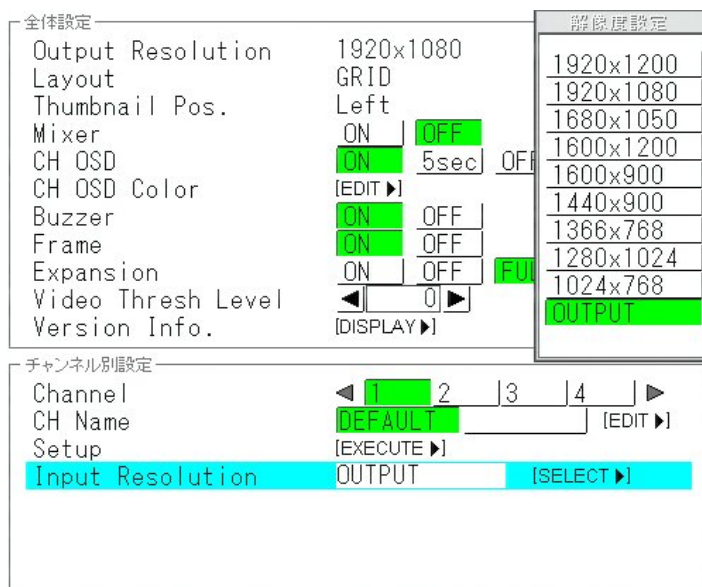 全体設定
Output Resolution 1920x1080
Layout GRID
Thumbnail Pos. Left
Mixer ON OFF
CH OSD ON 5sec OFF
CH OSD Color [EDIT▶]
Buzzer ON OFF
Frame ON OFF
Expansion ON OFF
Video Thresh Level ◀ 0 ▶
Version Info. [DISPLAY▶]
解像度設定
1920x1200
1920x1080
1680x1050
1600x1200
1600x900
1440x900
1366x768
1280x1024
1024x768
OUTPUT
チャンネル別設定
Channel ◀ 1 2 3 4 ▶
CH Name DEFAULT [EDIT▶]
Setup [EXECUTE▶]
Input Resolution OUTPUT [SELECT▶]